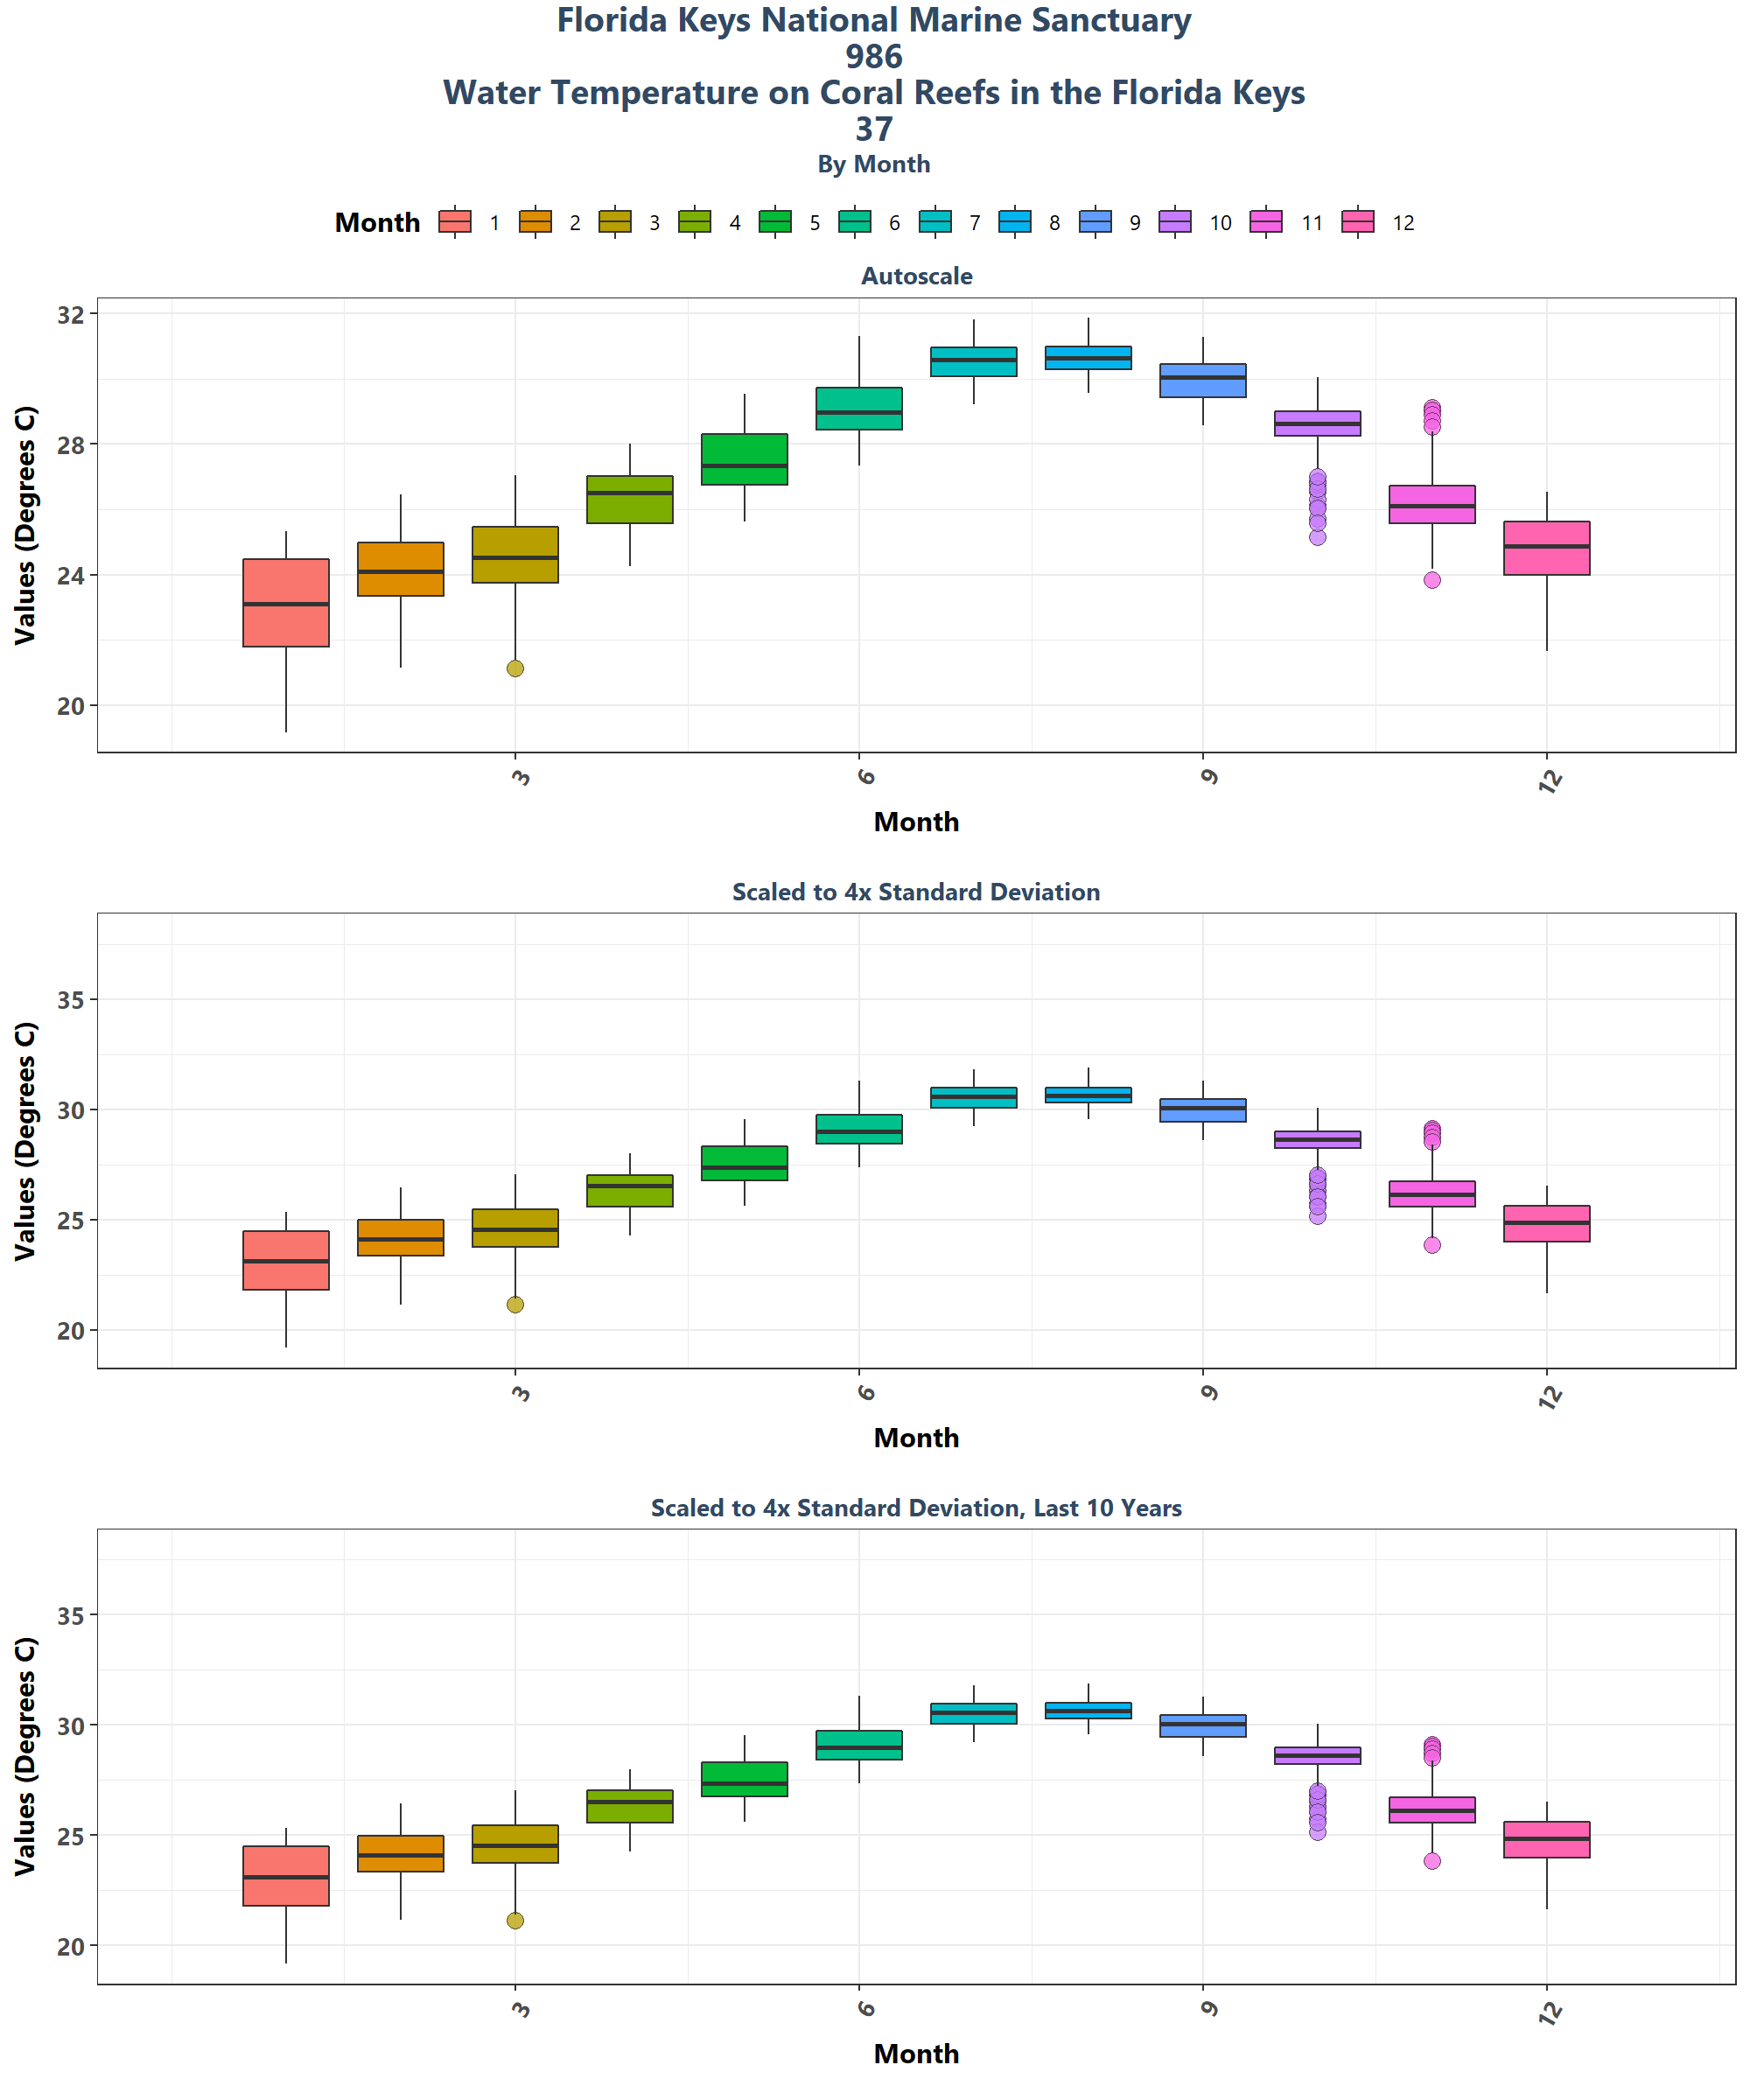 Florida Keys National Marine Sanctuary
986
Water Temperature on Coral Reefs in the Florida Keys
37
By Month
Month 1 2 3 4 5 6 7 8 9 10 11 12
Autoscale
Values (Degrees C)
32
28
24
20
3 6 9 12
Month
Scaled to 4x Standard Deviation
Values (Degrees C)
35
30
25
20
3 6 9 12
Month
Scaled to 4x Standard Deviation, Last 10 Years
Values (Degrees C)
35
30
25
20
3 6 9 12
Month